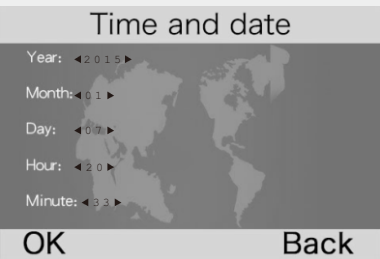 Time and date
Year: ◀2015▶
Month: ◀01▶
Day: ◀07▶
Hour: ◀20▶
Minute: ◀33▶
OK Back